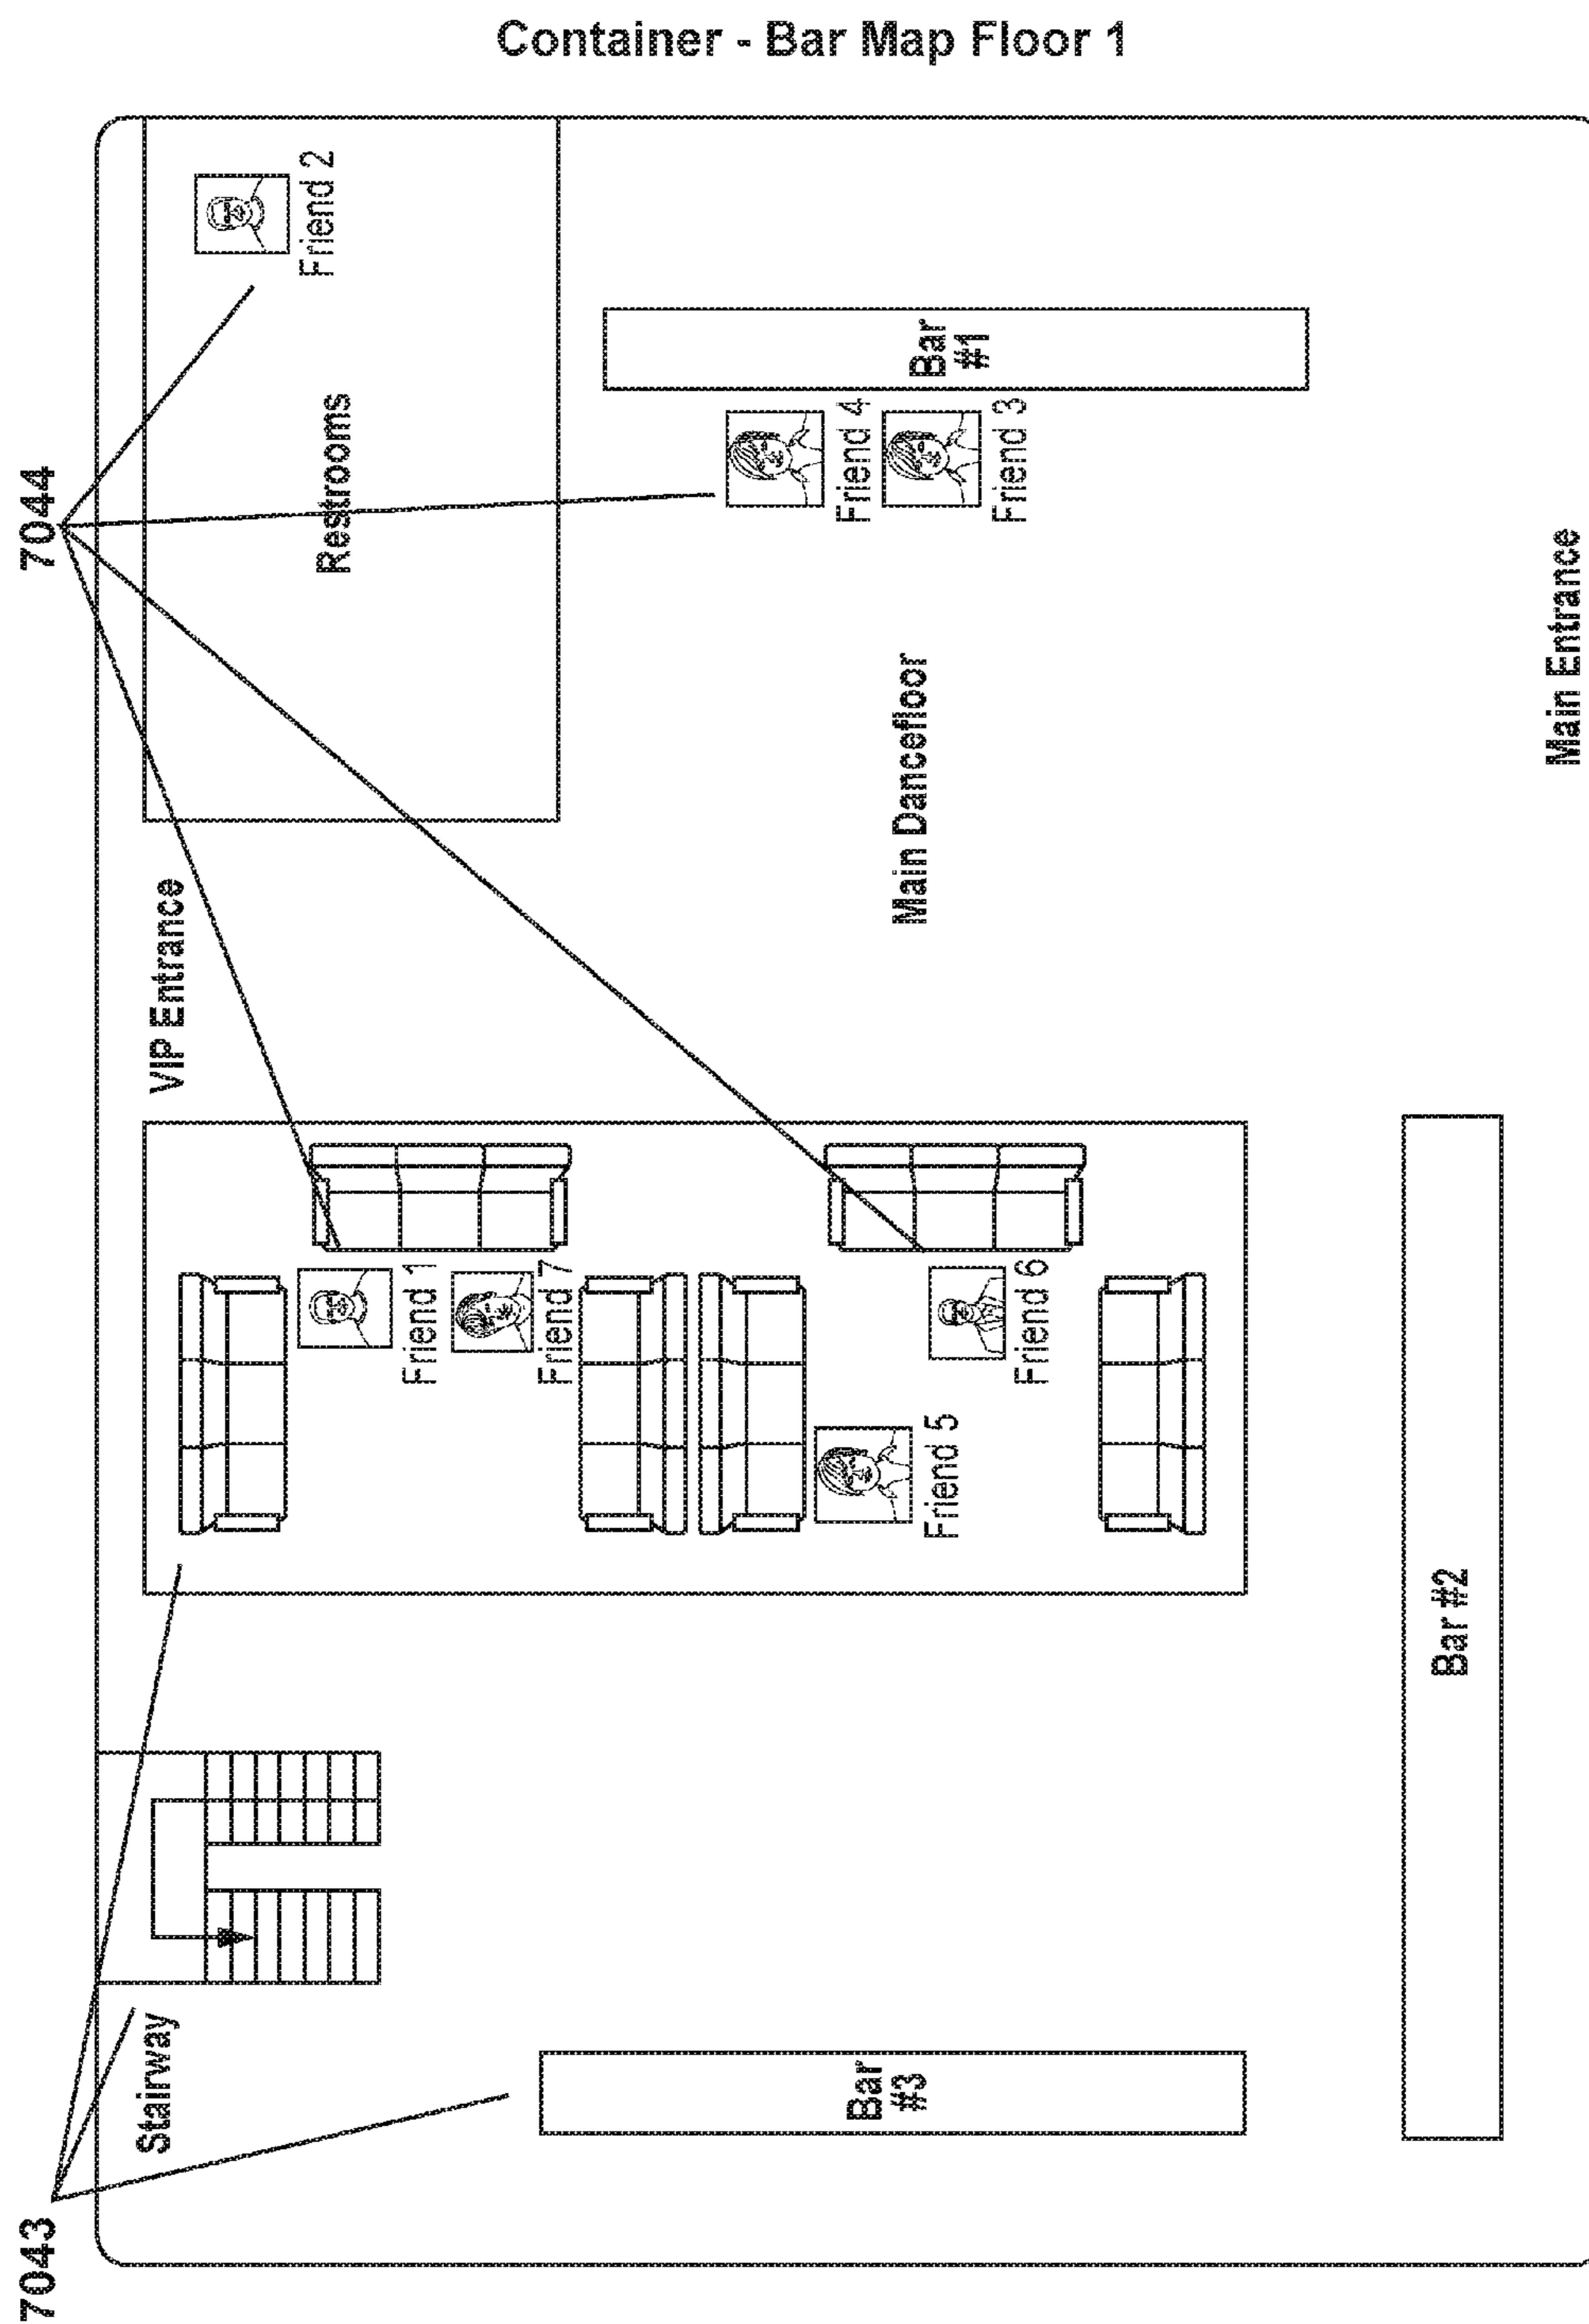 Container - Bar Map Floor 1
7044
7043
Friend 2
Restrooms
Bar
#1
Friend 4
Friend 3
Main Dancefloor
Main Entrance
VIP Entrance
Friend 1
Friend 7
Friend 6
Friend 5
Bar #2
Stairway
Bar
#3